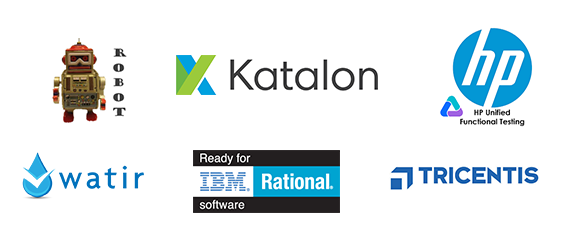 ROBOT
Katalon
hp
HP Unified
Functional Testing
watir
Ready for
IBM Rational®
software
TRICENTIS